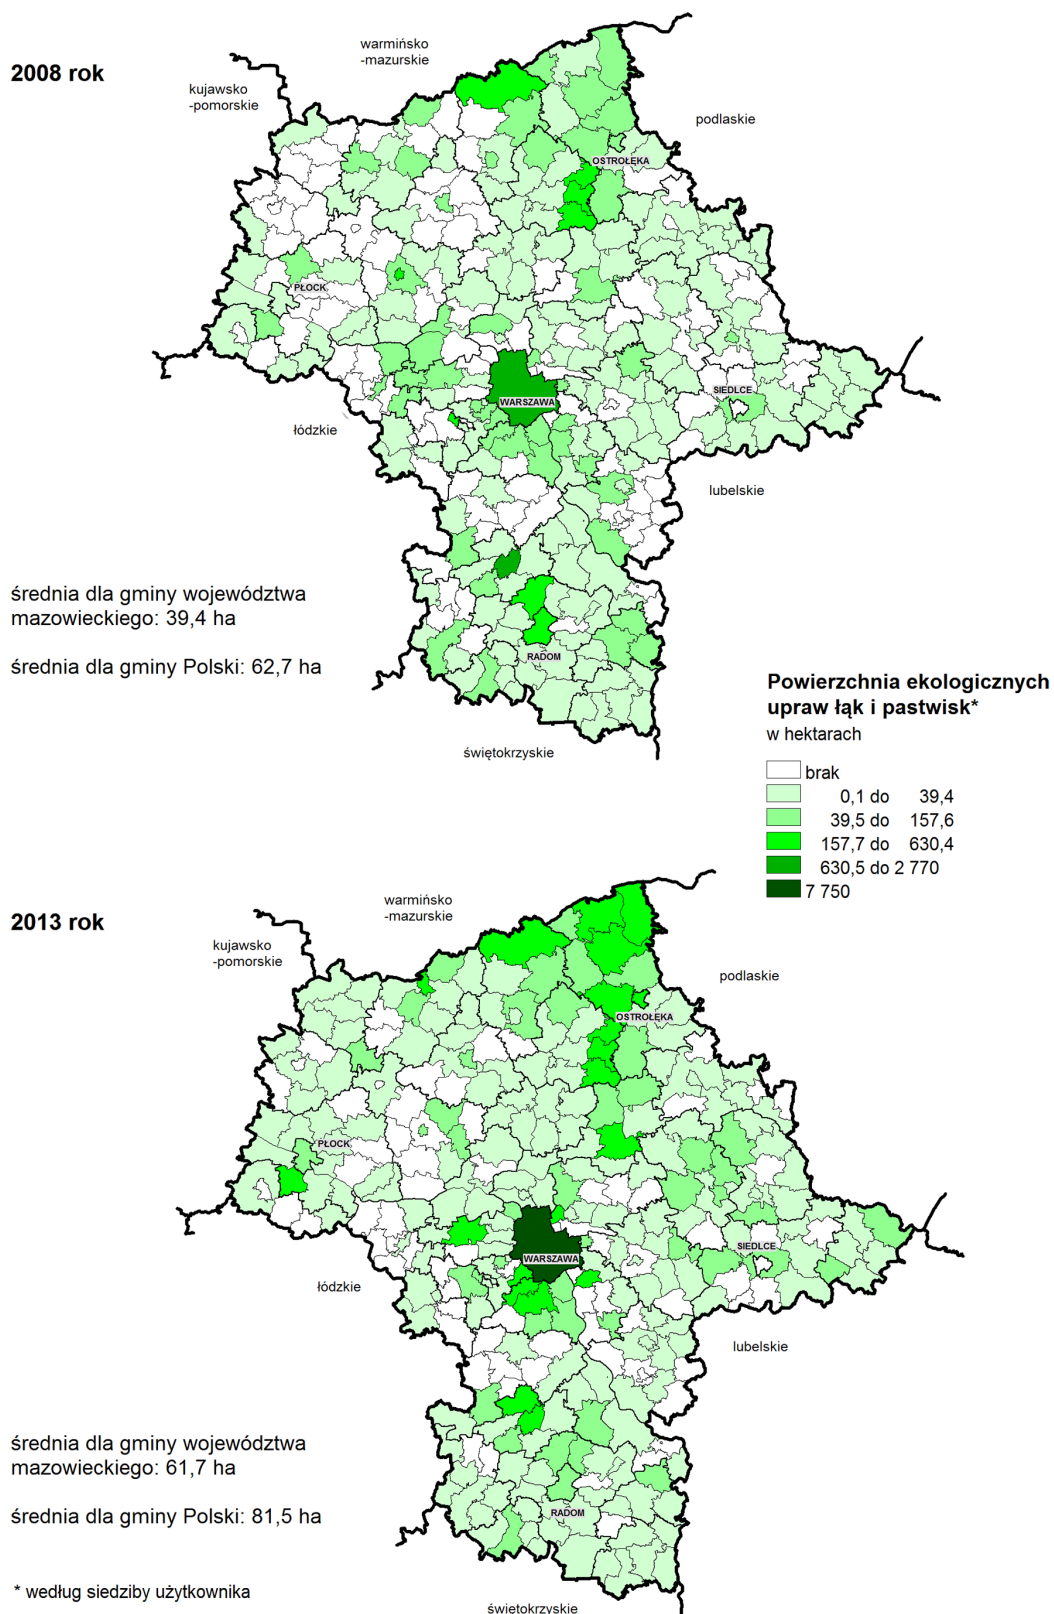 2008 rok
warmińsko
-mazurskie
kujawsko
-pomorskie
podlaskie
OSTROŁĘKA
PŁOCK
SIEDLCE
WARSZAWA
łódzkie
lubelskie
średnia dla gminy województwa
mazowieckiego: 39,4 ha
średnia dla gminy Polski: 62,7 ha
RADOM
świętokrzyskie
Powierzchnia ekologicznych
upraw łąk i pastwisk*
w hektarach
brak
0,1 do 39,4
39,5 do 157,6
157,7 do 630,4
630,5 do 2 770
7 750
2013 rok
warmińsko
-mazurskie
kujawsko
-pomorskie
podlaskie
OSTROŁĘKA
PŁOCK
SIEDLCE
WARSZAWA
łódzkie
lubelskie
średnia dla gminy województwa
mazowieckiego: 61,7 ha
średnia dla gminy Polski: 81,5 ha
RADOM
* według siedziby użytkownika
świętokrzyskie